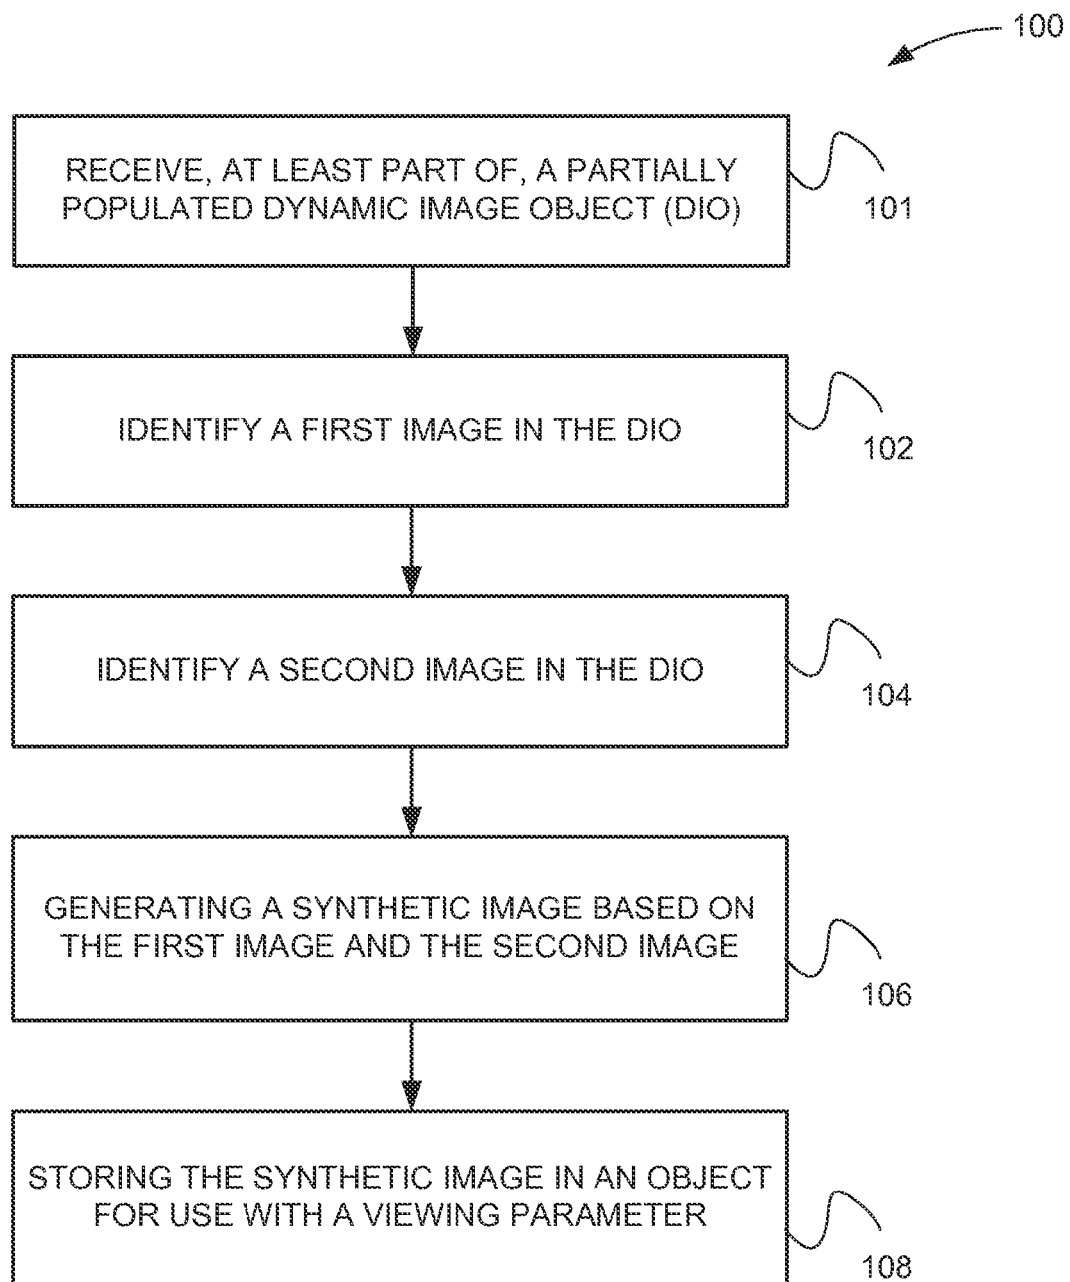 100
RECEIVE, AT LEAST PART OF, A PARTIALLY
POPULATED DYNAMIC IMAGE OBJECT (DIO)
101
IDENTIFY A FIRST IMAGE IN THE DIO
102
IDENTIFY A SECOND IMAGE IN THE DIO
104
GENERATING A SYNTHETIC IMAGE BASED ON
THE FIRST IMAGE AND THE SECOND IMAGE
106
STORING THE SYNTHETIC IMAGE IN AN OBJECT
FOR USE WITH A VIEWING PARAMETER
108